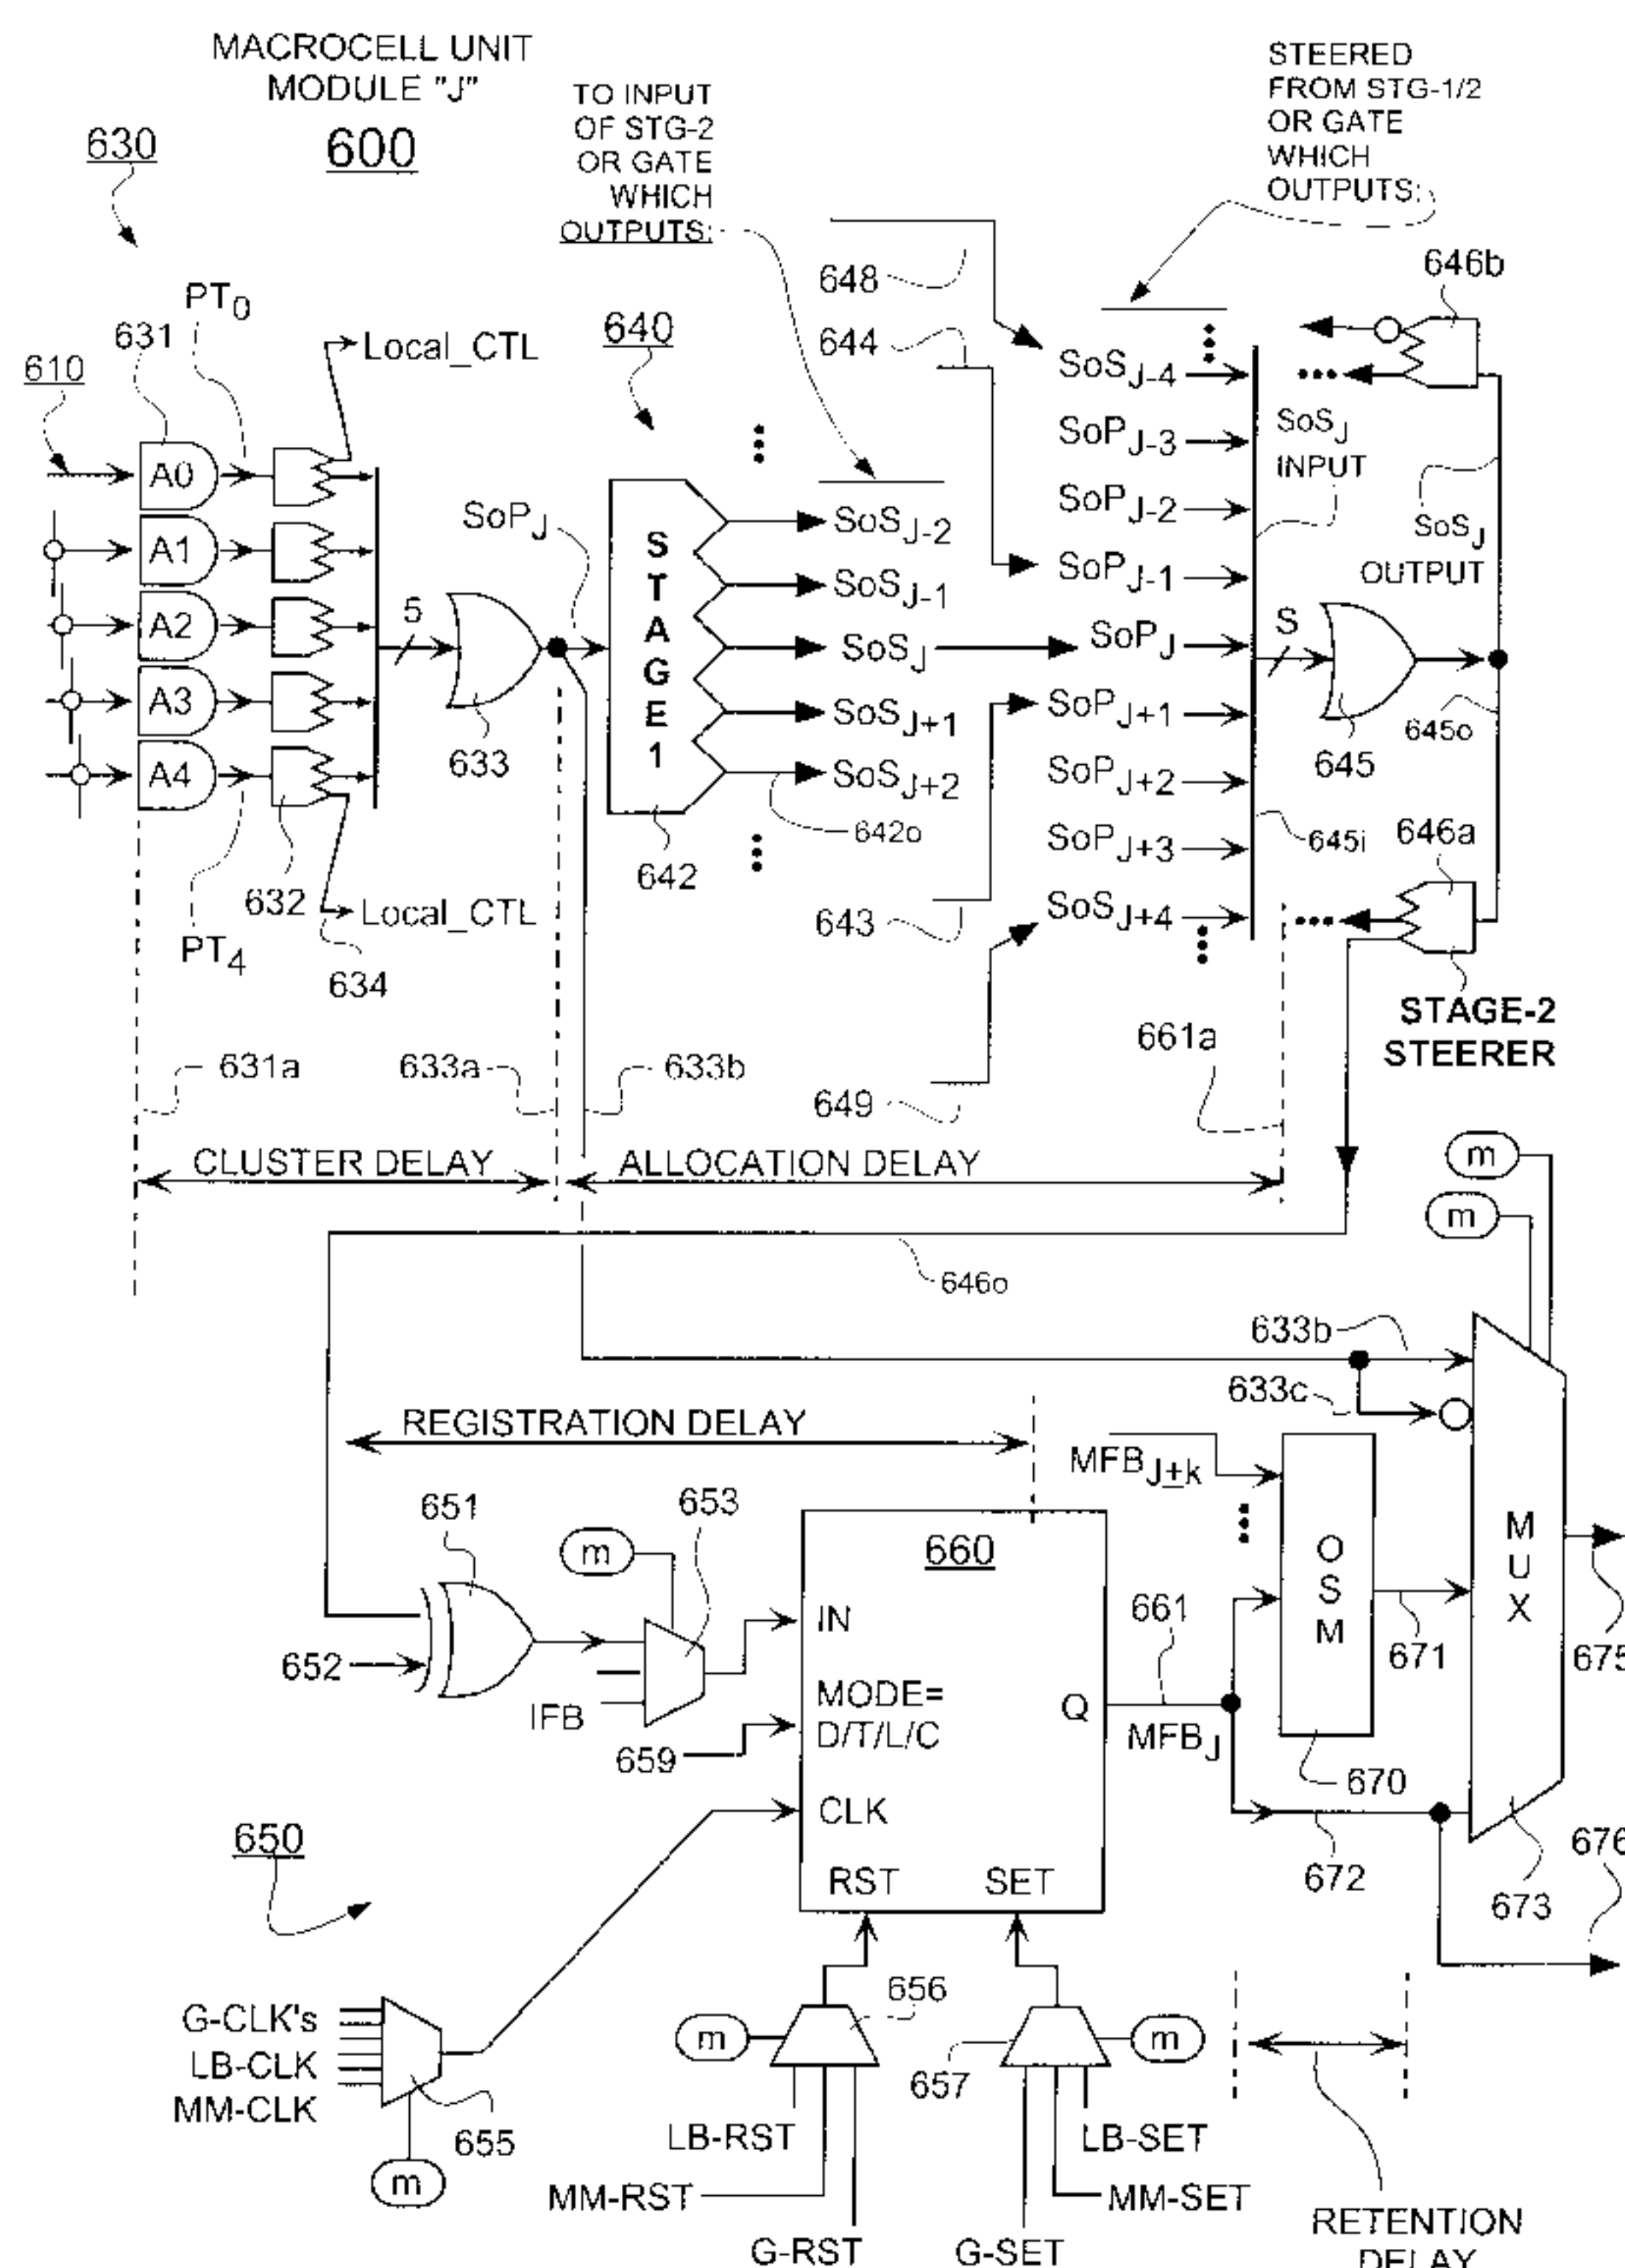 MACROCELL UNIT
MODULE "J"
600
630
TO INPUT
OF STG-2
OR GATE
WHICH
OUTPUTS:
STEERED
FROM STG-1/2
OR GATE
WHICH
OUTPUTS:
648
644
646b
PT0
631
610
Local_CTL
640
A0
A1
A2
A3
A4
5
SoPJ
633
STAGE 1
SoSJ-2
SoSJ-1
SoSJ
SoSJ+1
SoSJ+2
642o
642
SoSJ-4
SoPJ-3
SoPJ-2
SoPJ-1
SoPJ
SoPJ+1
SoPJ+2
SoPJ+3
SoSJ+4
SoSJ
INPUT
SoSJ
OUTPUT
S
645
645o
645i
646a
643
632
Local_CTL
PT4
634
STAGE-2
STEERER
661a
631a
633a
633b
649
CLUSTER DELAY
ALLOCATION DELAY
m
m
646o
633b
633c
REGISTRATION DELAY
MFBJ±k
651
653
m
660
IN
652
IFB
MODE=
D/T/L/C
659
Q
661
MFBJ
OSM
671
MUX
675
670
CLK
650
RST
SET
672
673
676
656
m
657
m
G-CLK's
LB-CLK
MM-CLK
655
m
LB-RST
MM-RST
G-RST
LB-SET
MM-SET
G-SET
RETENTION
DELAY